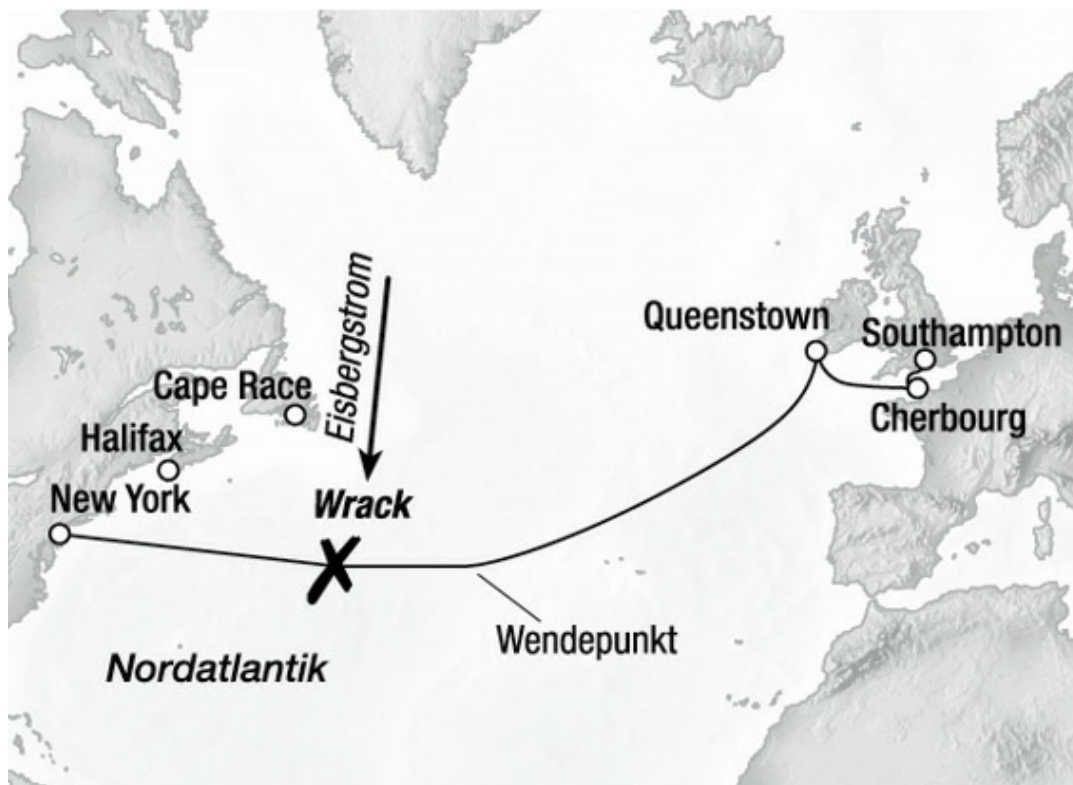 Eisbergstrom
Queenstown
Southampton
Cape Race
Cherbourg
Halifax
New York
Wrack
Wendepunkt
Nordatlantik